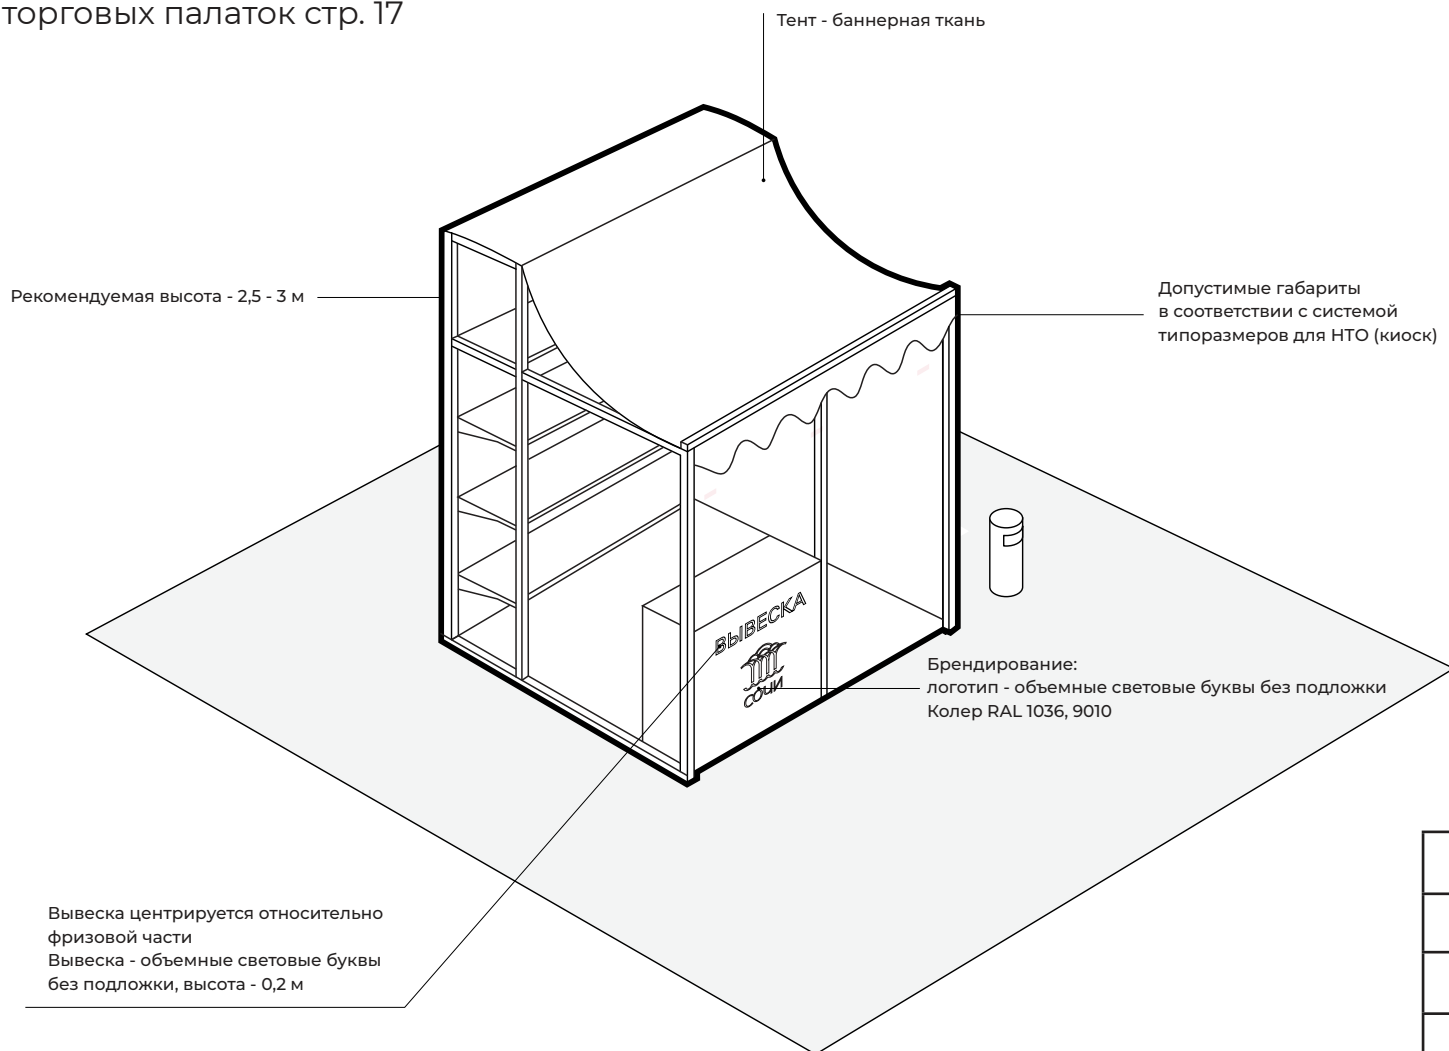 торговых палаток стр. 17
Тент - баннерная ткань
Рекомендуемая высота - 2,5 - 3 м
Допустимые габариты
в соответствии с системой
типоразмеров для НТО (киоск)
ВЫВЕСКА
СОЧИ
Брендирование:
логотип - объемные световые буквы без подложки
Колер RAL 1036, 9010
Вывеска центрируется относительно
фризовой части
Вывеска - объемные световые буквы
без подложки, высота - 0,2 м